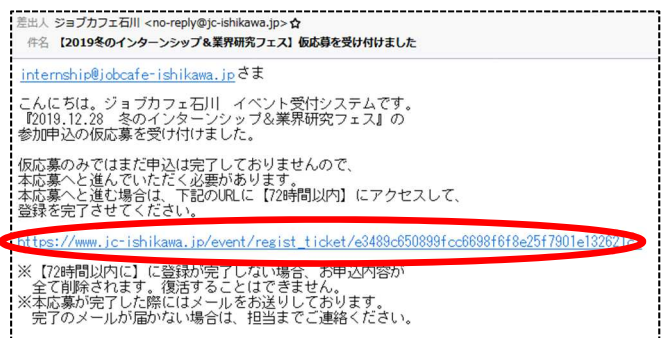 差出人 ジョブカフェ石川 <no-reply@jc-ishikawa.jp>☆
件名 【2019冬のインターンシップ&業界研究フェス】仮応募を受け付けました
internship@jobcafe-ishikawa.jpさま
こんにちは。ジョブカフェ石川 イベント受付システムです。
『2019.12.28 冬のインターンシップ&業界研究フェス』の
参加申込の仮応募を受け付けました。
仮応募のみではまだ申込は完了しておりませんので、
本応募へと進んでいただく必要があります。
本応募へと進む場合は、下記のURLに【72時間以内】にアクセスして、
登録を完了させてください。
https://www.jc-ishikawa.jp/event/regist_ticket/e3489c650899fcc6698f6f8e25f7901e132621c
※【72時間以内に】に登録が完了しない場合、お申込内容が
全て削除されます。復活することはできません。
※本応募が完了した際にはメールをお送りしております。
完了のメールが届かない場合は、担当までご連絡ください。